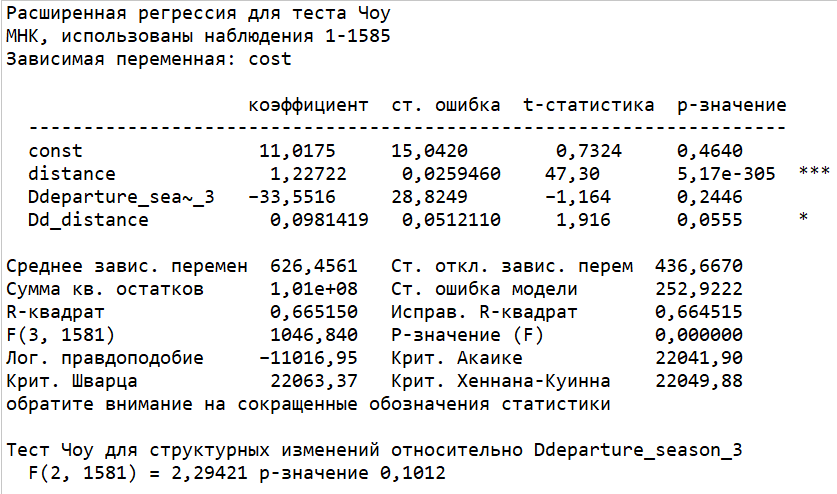 Расширенная регрессия для теста Чоу
МНК, использованы наблюдения 1-1585
Зависимая переменная: cost
коэффициент ст. ошибка t-статистика p-значение
-------------------------------------------------------------------
const 11,0175 15,0420 0,7324 0,4640
distance 1,22722 0,0259460 47,30 5,17e-305 ***
Ddeparture_sea~_3 −33,5516 28,8249 −1,164 0,2446
Dd_distance 0,0981419 0,0512110 1,916 0,0555 *
Среднее завис. перемен 626,4561 Ст. откл. завис. перем 436,6670
Сумма кв. остатков 1,01e+08 Ст. ошибка модели 252,9222
R-квадрат 0,665150 Исправ. R-квадрат 0,664515
F(3, 1581) 1046,840 Р-значение (F) 0,000000
Лог. правдоподобие −11016,95 Крит. Акаике 22041,90
Крит. Шварца 22063,37 Крит. Хеннана-Куинна 22049,88
обратите внимание на сокращенные обозначения статистики
Тест Чоу для структурных изменений относительно Ddeparture_season_3
F(2, 1581) = 2,29421 р-значение 0,1012